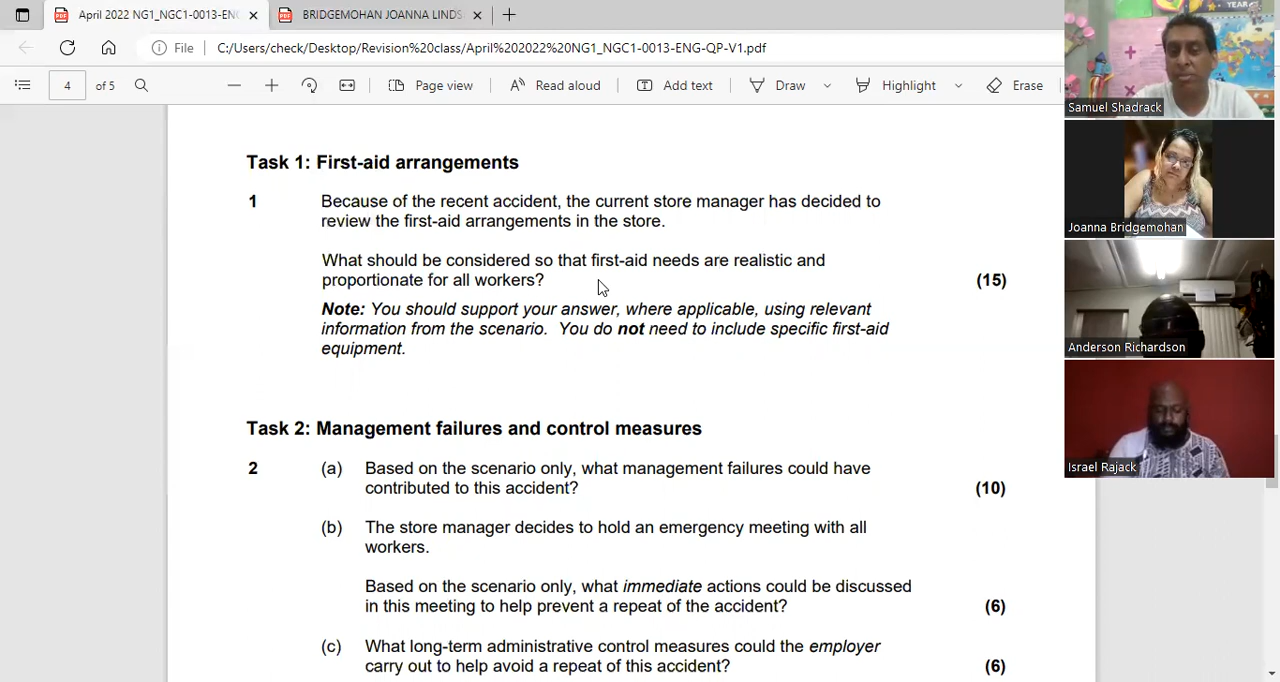 April 2022 NG1_NGC1-0013-EN
BRIDGEMOHAN JOANNA LINDS
File
C:/Users/check/Desktop/Revision%20class/April%202022%20NG1_NGC1-0013-ENG-QP-V1.pdf
4 of 5
Page view
Read aloud
Add text
Draw
Highlight
Erase
Task 1: First-aid arrangements
1 Because of the recent accident, the current store manager has decided to
review the first-aid arrangements in the store.
What should be considered so that first-aid needs are realistic and
proportionate for all workers? (15)
Note: You should support your answer, where applicable, using relevant
information from the scenario. You do not need to include specific first-aid
equipment.
Task 2: Management failures and control measures
2 (a) Based on the scenario only, what management failures could have
contributed to this accident? (10)
(b) The store manager decides to hold an emergency meeting with all
workers.
Based on the scenario only, what immediate actions could be discussed
in this meeting to help prevent a repeat of the accident? (6)
(c) What long-term administrative control measures could the employer
carry out to help avoid a repeat of this accident? (6)
Samuel Shadrack
Joanna Bridgemohan
Anderson Richardson
Israel Rajack